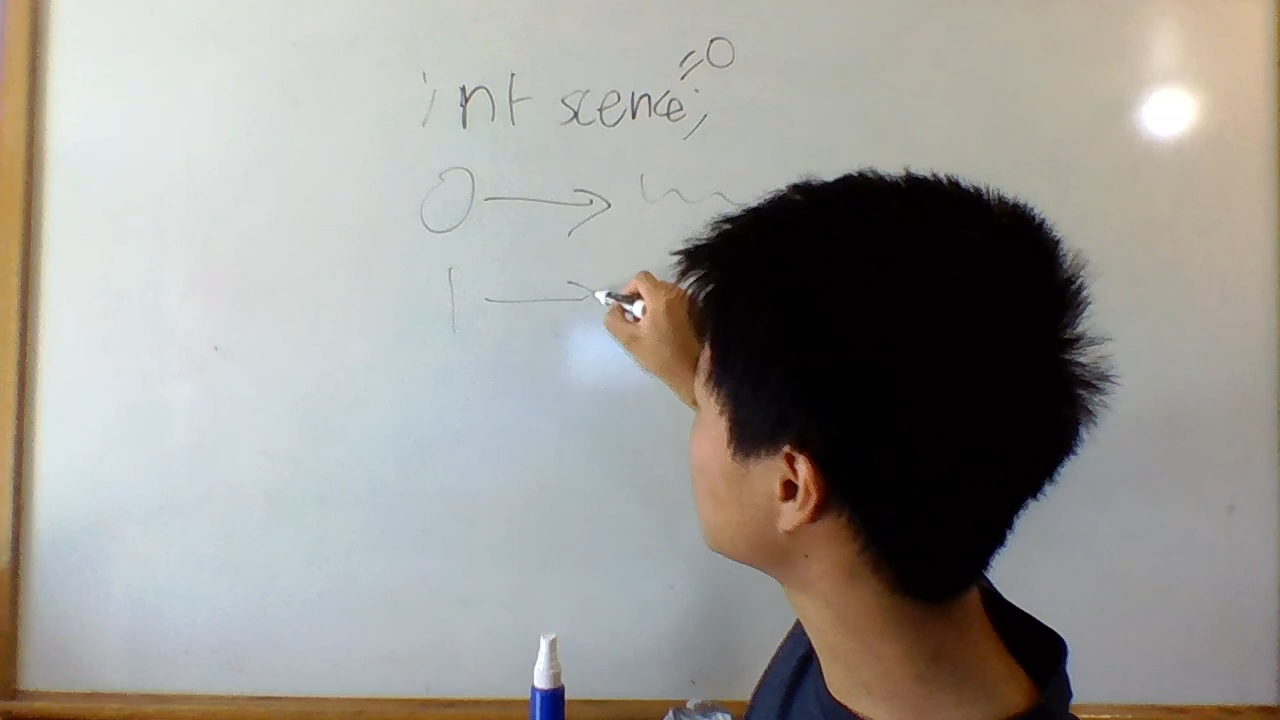 int scence=0;
0 →
1 →